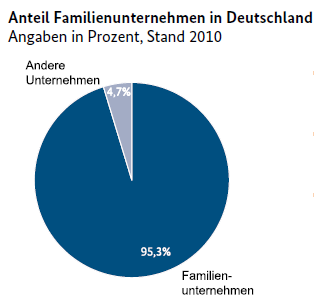 Anteil Familienunternehmen in Deutschland
Angaben in Prozent, Stand 2010
Andere
Unternehmen
4,7%
95,3%
Familien-
unternehmen